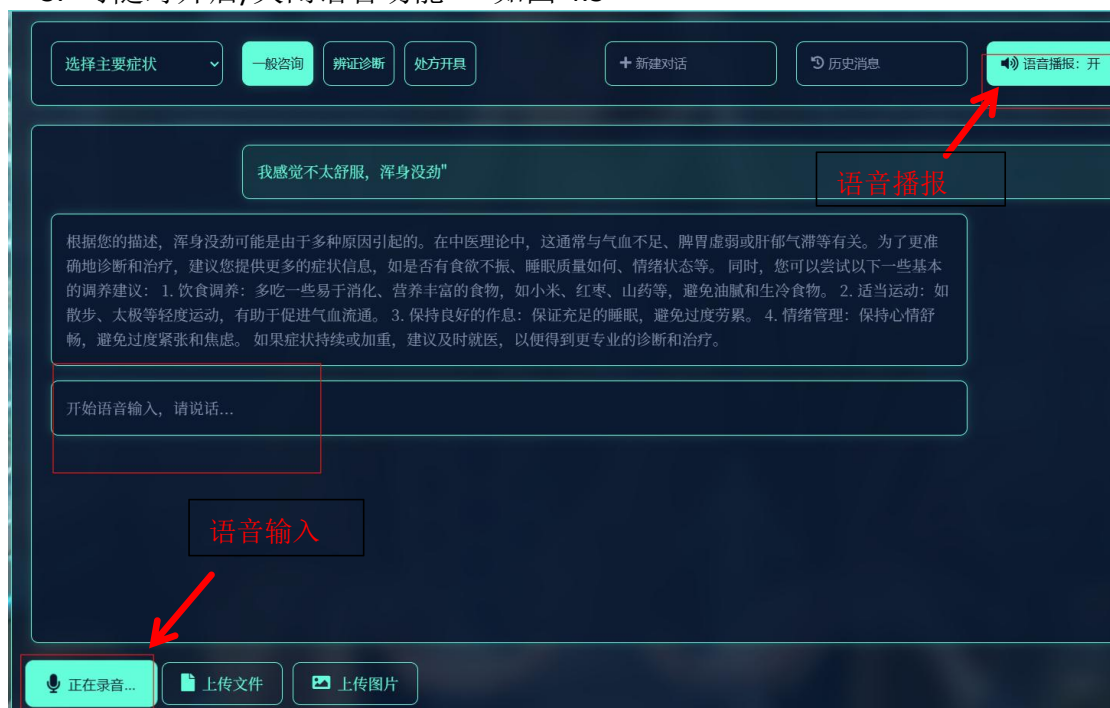 选择主要症状
一般咨询
辨证诊断
处方开具
新建对话
历史消息
语音播报：开
我感觉不太舒服，浑身没劲"
语音播报
根据您的描述，浑身没劲可能是由于多种原因引起的。在中医理论中，这通常与气血不足、脾胃虚弱或肝郁气滞等有关。为了更准
确地诊断和治疗，建议您提供更多的症状信息，如是否有食欲不振、睡眠质量如何、情绪状态等。 同时，您可以尝试以下一些基本
的调养建议： 1. 饮食调养：多吃一些易于消化、营养丰富的食物，如小米、红枣、山药等，避免油腻和生冷食物。 2. 适当运动：如
散步、太极等轻度运动，有助于促进气血流通。 3. 保持良好的作息：保证充足的睡眠，避免过度劳累。 4. 情绪管理：保持心情舒
畅，避免过度紧张和焦虑。 如果症状持续或加重，建议及时就医，以便得到更专业的诊断和治疗。
开始语音输入，请说话...
语音输入
正在录音...
上传文件
上传图片